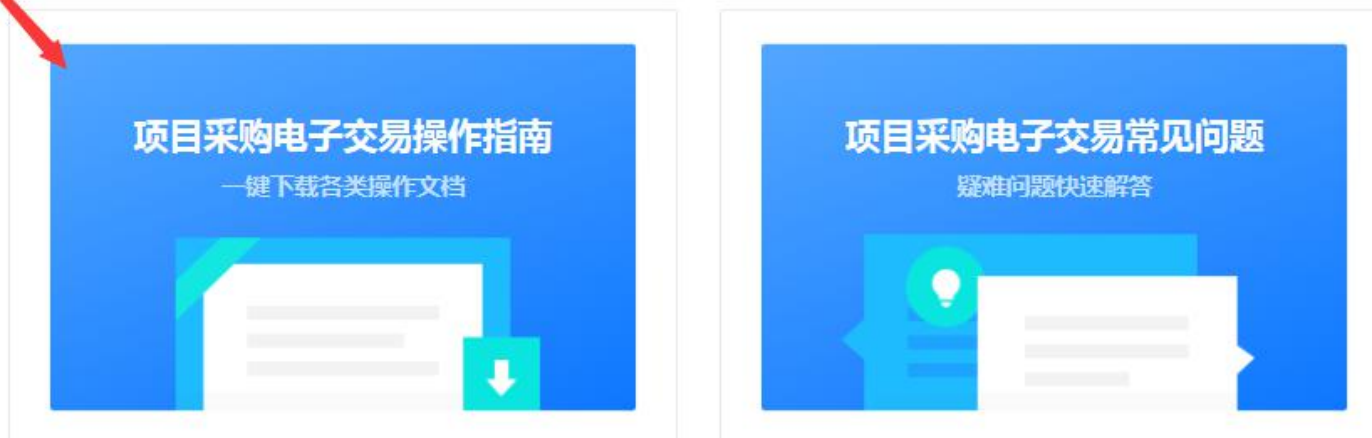 项目采购电子交易操作指南
一键下载各类操作文档
项目采购电子交易常见问题
疑难问题快速解答